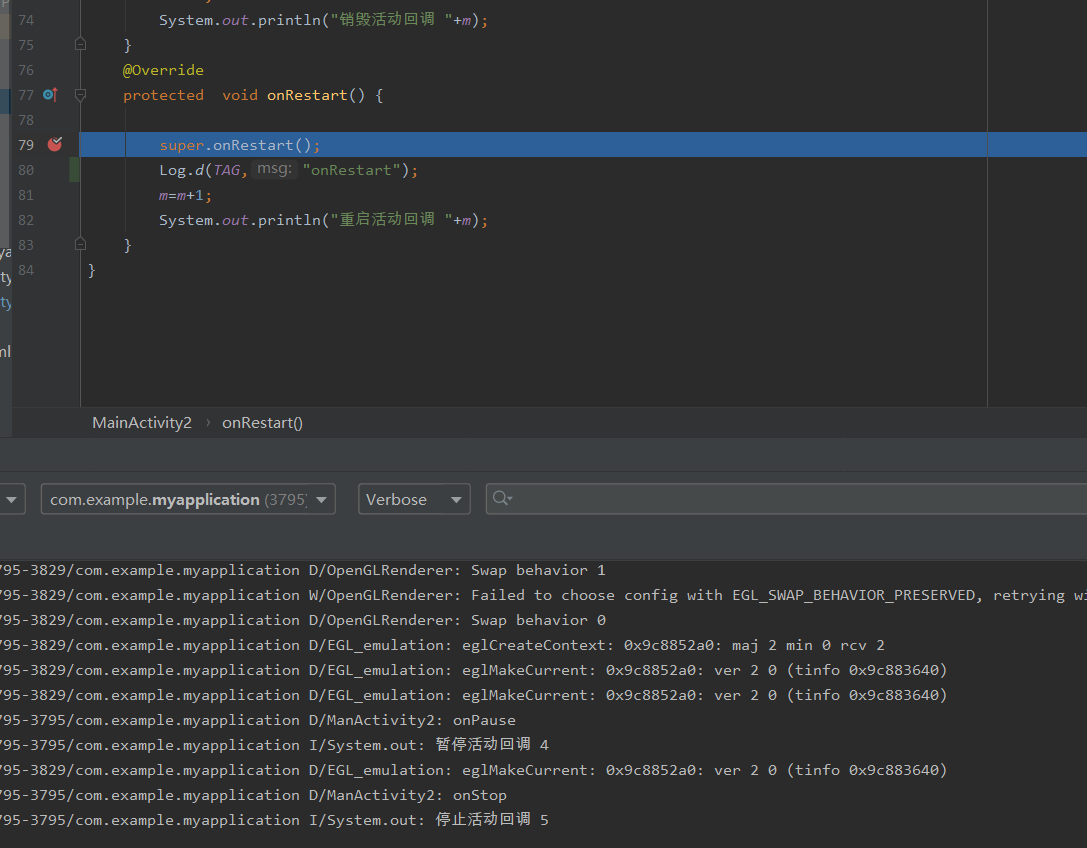 74 System.out.println("销毁活动回调 "+m);
75 }
76 @Override
77 protected  void onRestart() {
78
79 super.onRestart();
80 Log.d(TAG, msg: "onRestart");
81 m=m+1;
82 System.out.println("重启活动回调 "+m);
83 }
84 }
MainActivity2 › onRestart()
com.example.myapplication (3795) Verbose
795-3829/com.example.myapplication D/OpenGLRenderer: Swap behavior 1
795-3829/com.example.myapplication W/OpenGLRenderer: Failed to choose config with EGL_SWAP_BEHAVIOR_PRESERVED, retrying wi
795-3829/com.example.myapplication D/OpenGLRenderer: Swap behavior 0
795-3829/com.example.myapplication D/EGL_emulation: eglCreateContext: 0x9c8852a0: maj 2 min 0 rcv 2
795-3829/com.example.myapplication D/EGL_emulation: eglMakeCurrent: 0x9c8852a0: ver 2 0 (tinfo 0x9c883640)
795-3829/com.example.myapplication D/EGL_emulation: eglMakeCurrent: 0x9c8852a0: ver 2 0 (tinfo 0x9c883640)
795-3795/com.example.myapplication D/ManActivity2: onPause
795-3795/com.example.myapplication I/System.out: 暂停活动回调 4
795-3829/com.example.myapplication D/EGL_emulation: eglMakeCurrent: 0x9c8852a0: ver 2 0 (tinfo 0x9c883640)
795-3795/com.example.myapplication D/ManActivity2: onStop
795-3795/com.example.myapplication I/System.out: 停止活动回调 5